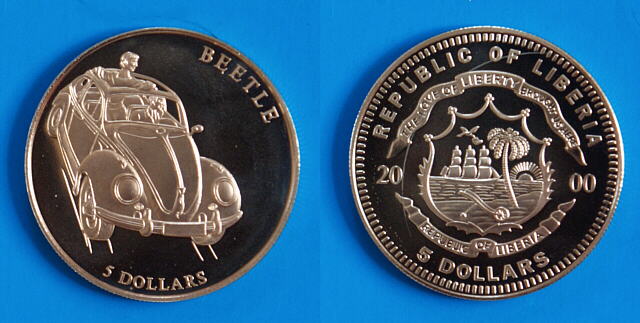 BEETLE
5 DOLLARS
REPUBLIC OF LIBERIA
THE LOVE OF LIBERTY BROUGHT US HERE
20 00
REPUBLIC OF LIBERIA
5 DOLLARS